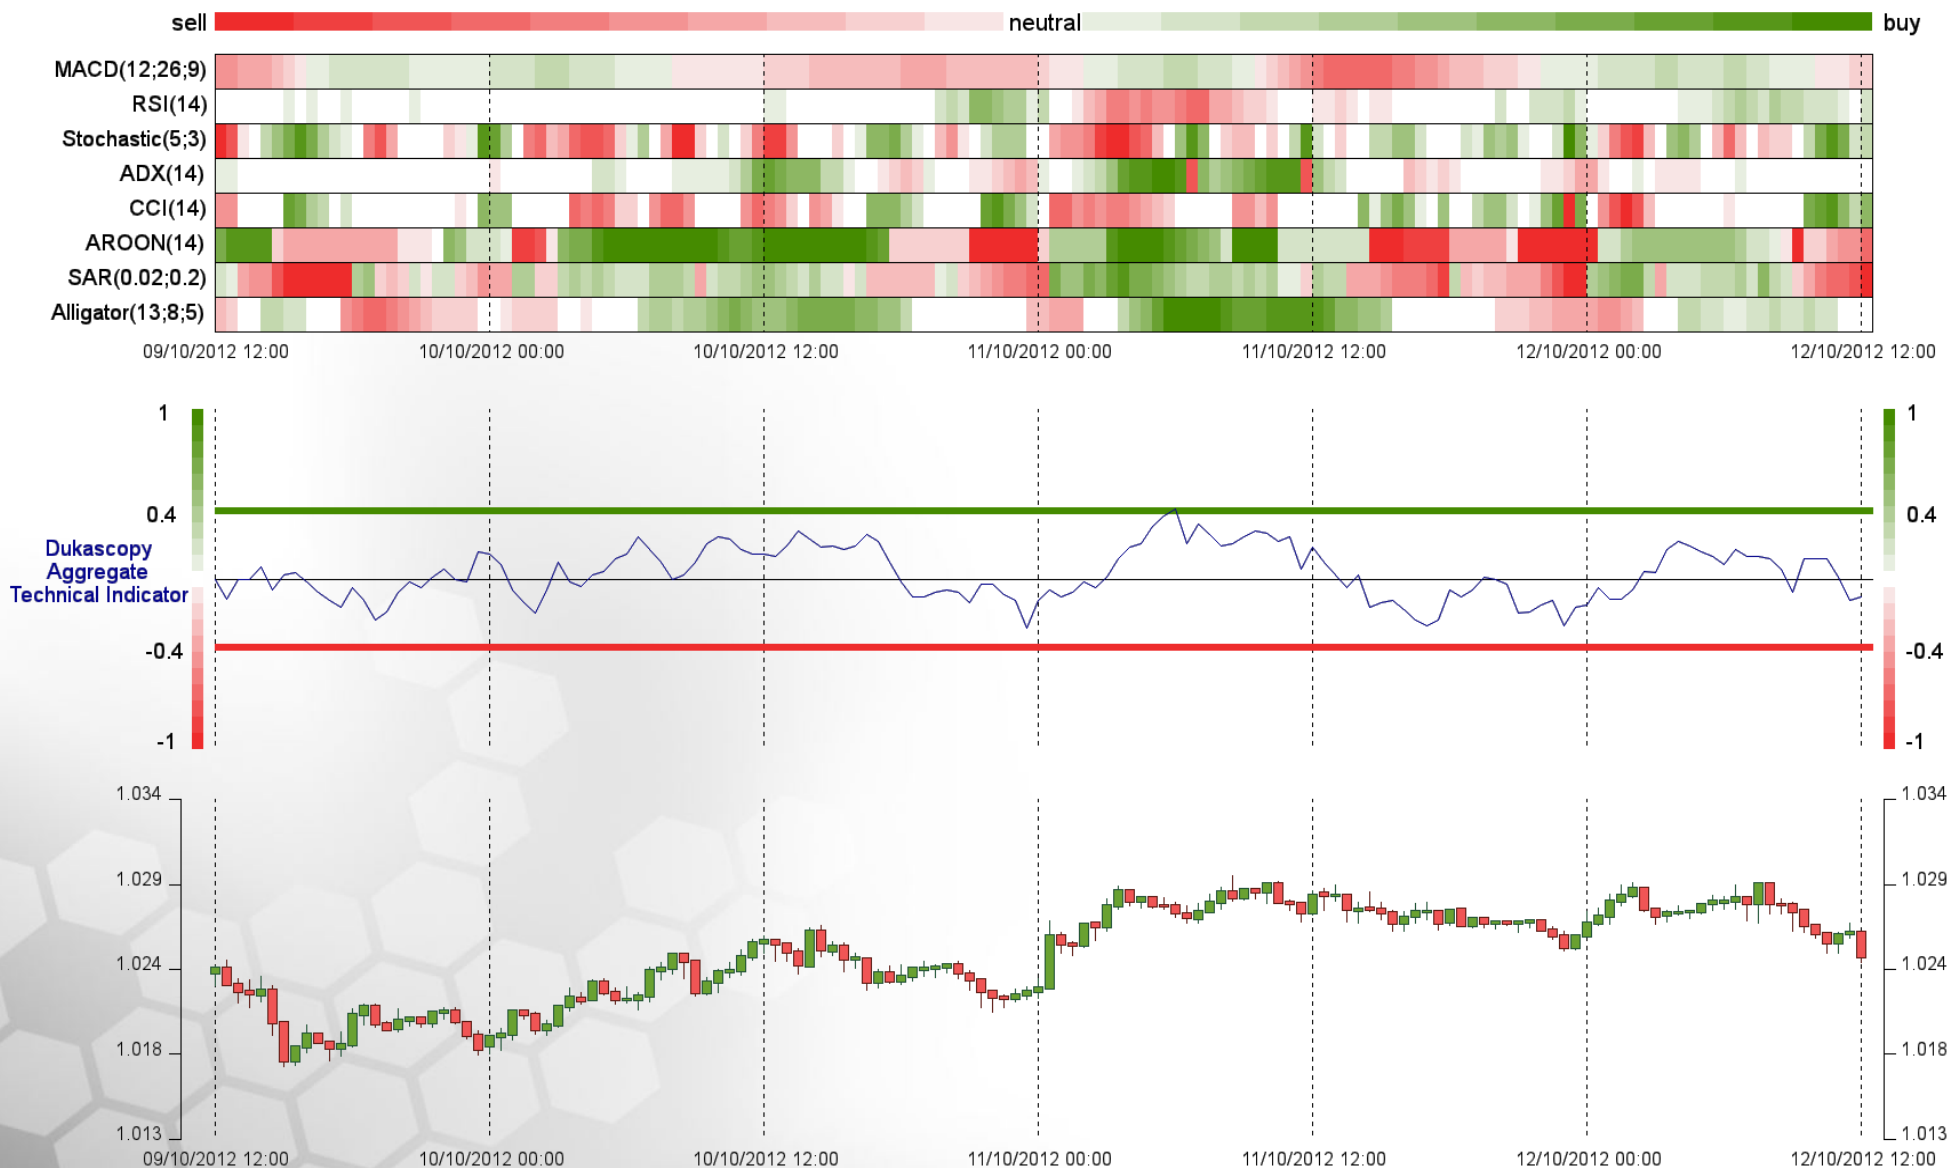 sell neutral buy
MACD(12;26;9)
RSI(14)
Stochastic(5;3)
ADX(14)
CCI(14)
AROON(14)
SAR(0.02;0.2)
Alligator(13;8;5)
09/10/2012 12:00 10/10/2012 00:00 10/10/2012 12:00 11/10/2012 00:00 11/10/2012 12:00 12/10/2012 00:00 12/10/2012 12:00
1 1
0.4 0.4
Dukascopy
Aggregate
Technical Indicator
-0.4 -0.4
-1 -1
1.034 1.034
1.029 1.029
1.024 1.024
1.018 1.018
1.013 1.013
09/10/2012 12:00 10/10/2012 00:00 10/10/2012 12:00 11/10/2012 00:00 11/10/2012 12:00 12/10/2012 00:00 12/10/2012 12:00